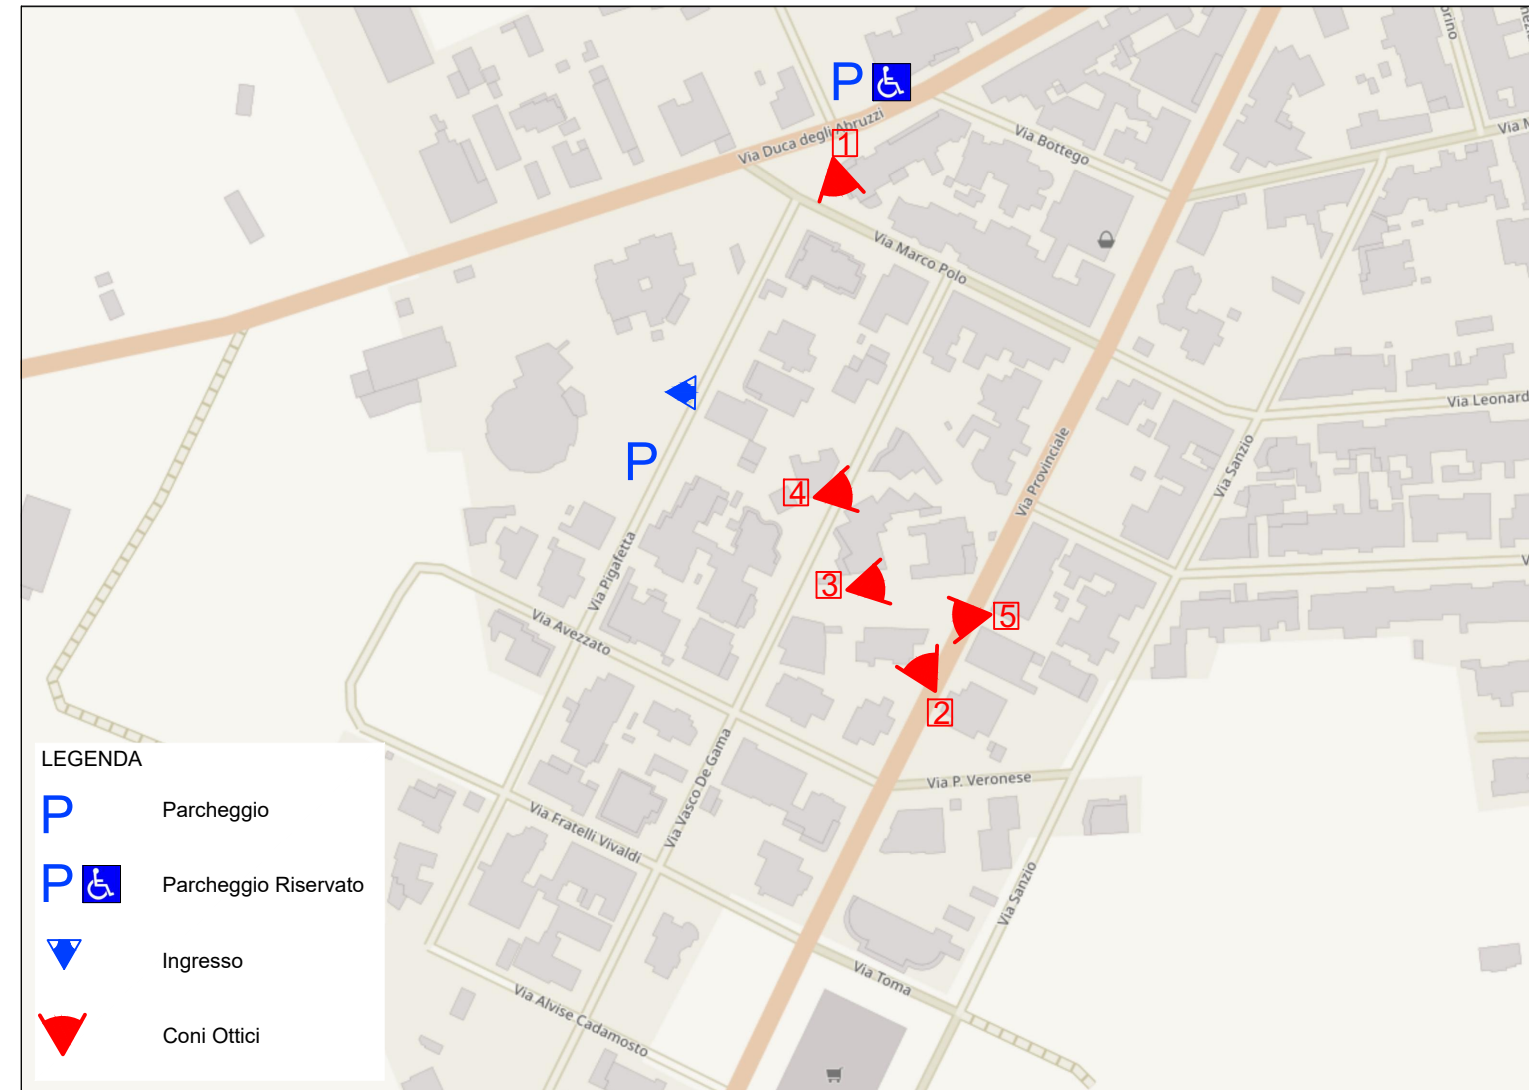 P
Via Duca degli Abruzzi
1
Via Bottego
Via Marco Polo
Via Leonard
Via Provinciale
Via Sanzio
P
4
3
5
2
Via Pigafetta
Via Avezzato
Via P. Veronese
Via Vasco De Gama
Via Fratelli Vivaldi
Via Sanzio
Via Toma
Via Alvise Cadamosto
LEGENDA
P Parcheggio
P Parcheggio Riservato
Ingresso
Coni Ottici